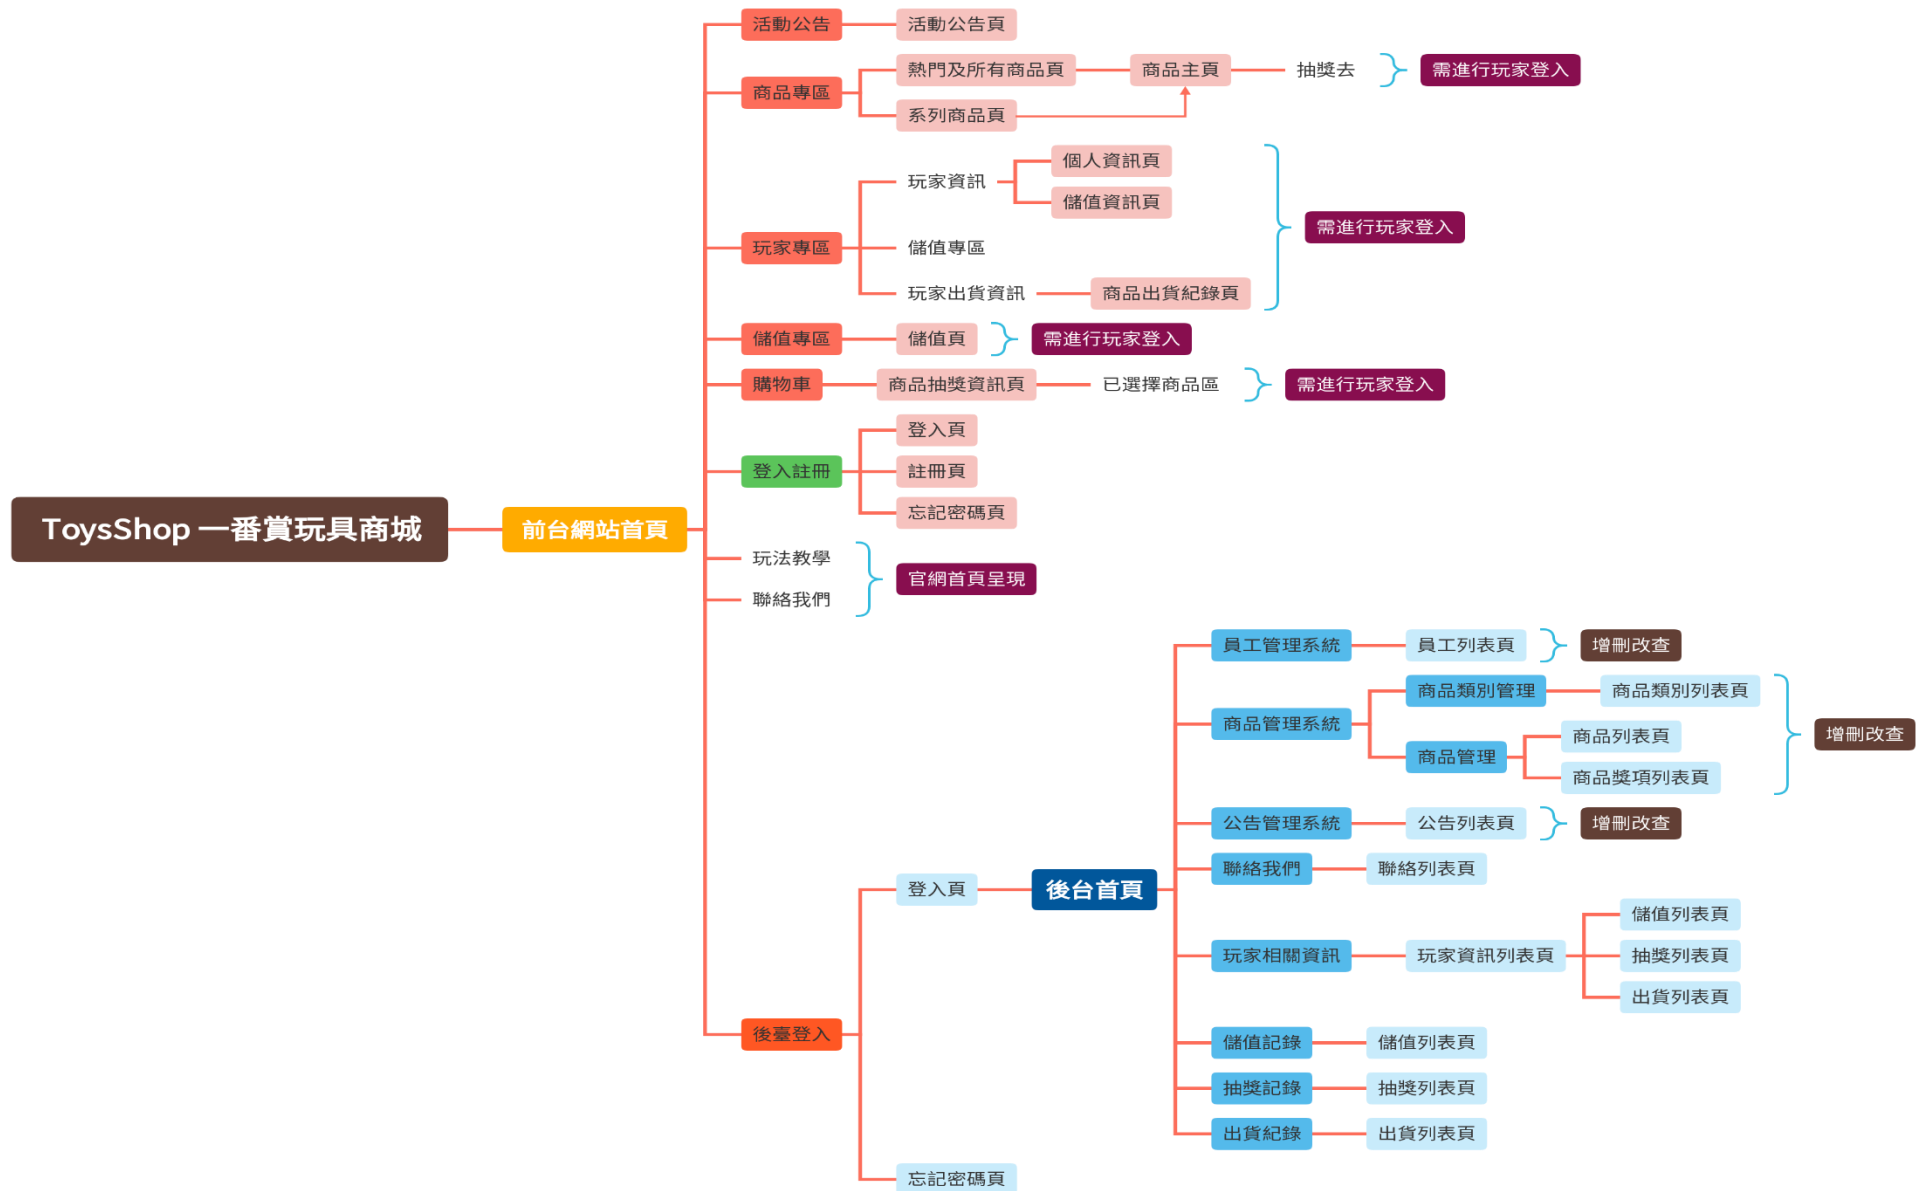 活動公告
活動公告頁
商品專區
熱門及所有商品頁
商品主頁
抽獎去
需進行玩家登入
系列商品頁
玩家專區
玩家資訊
個人資訊頁
儲值資訊頁
儲值專區
玩家出貨資訊
商品出貨紀錄頁
需進行玩家登入
儲值專區
儲值頁
需進行玩家登入
購物車
商品抽獎資訊頁
已選擇商品區
需進行玩家登入
登入註冊
登入頁
註冊頁
忘記密碼頁
ToysShop 一番賞玩具商城
前台網站首頁
玩法教學
聯絡我們
官網首頁呈現
後臺登入
登入頁
後台首頁
員工管理系統
員工列表頁
增刪改查
商品管理系統
商品類別管理
商品類別列表頁
商品管理
商品列表頁
商品獎項列表頁
增刪改查
公告管理系統
公告列表頁
增刪改查
聯絡我們
聯絡列表頁
玩家相關資訊
玩家資訊列表頁
儲值列表頁
抽獎列表頁
出貨列表頁
儲值記錄
儲值列表頁
抽獎記錄
抽獎列表頁
出貨紀錄
出貨列表頁
忘記密碼頁